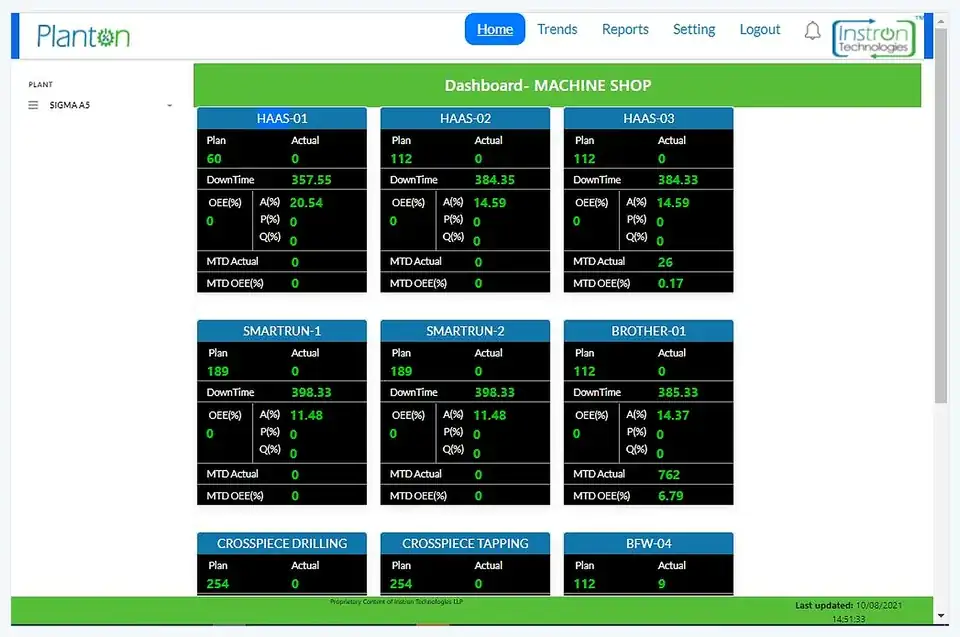 Planton
Home Trends Reports Setting Logout
Instron
Technologies
TM
PLANT
SIGMA A5
Dashboard- MACHINE SHOP
HAAS-01
Plan Actual
60 0
DownTime 357.55
OEE(%) A(%) 20.54
0 P(%) 0
Q(%) 0
MTD Actual 0
MTD OEE(%) 0
HAAS-02
Plan Actual
112 0
DownTime 384.35
OEE(%) A(%) 14.59
0 P(%) 0
Q(%) 0
MTD Actual 0
MTD OEE(%) 0
HAAS-03
Plan Actual
112 0
DownTime 384.33
OEE(%) A(%) 14.59
0 P(%) 0
Q(%) 0
MTD Actual 26
MTD OEE(%) 0.17
SMARTRUN-1
Plan Actual
189 0
DownTime 398.33
OEE(%) A(%) 11.48
0 P(%) 0
Q(%) 0
MTD Actual 0
MTD OEE(%) 0
SMARTRUN-2
Plan Actual
189 0
DownTime 398.33
OEE(%) A(%) 11.48
0 P(%) 0
Q(%) 0
MTD Actual 0
MTD OEE(%) 0
BROTHER-01
Plan Actual
112 0
DownTime 385.33
OEE(%) A(%) 14.37
0 P(%) 0
Q(%) 0
MTD Actual 762
MTD OEE(%) 6.79
CROSSPIECE DRILLING
Plan Actual
254 0
CROSSPIECE TAPPING
Plan Actual
254 0
BFW-04
Plan Actual
112 9
Proprietary Content of Instron Technologies LLP
Last updated: 10/08/2021
14:51:33